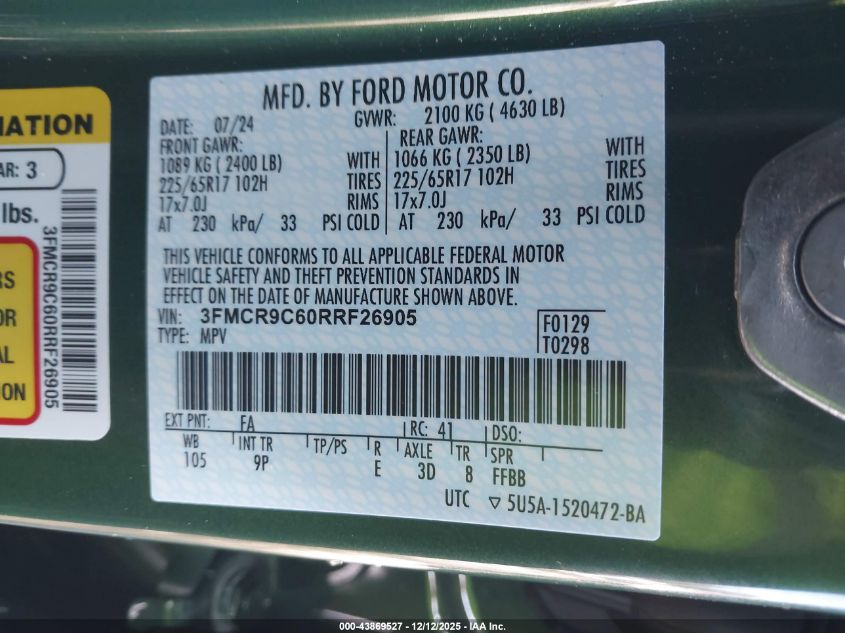 MFD. BY FORD MOTOR CO.
DATE: 07/24 GVWR: 2100 KG ( 4630 LB)
FRONT GAWR: REAR GAWR:
1089 KG ( 2400 LB) WITH 1066 KG ( 2350 LB) WITH
225/65R17 102H TIRES 225/65R17 102H TIRES
17x7.0J RIMS 17x7.0J RIMS
AT 230 kPa/ 33 PSI COLD AT 230 kPa/ 33 PSI COLD
THIS VEHICLE CONFORMS TO ALL APPLICABLE FEDERAL MOTOR
VEHICLE SAFETY AND THEFT PREVENTION STANDARDS IN
EFFECT ON THE DATE OF MANUFACTURE SHOWN ABOVE.
VIN: 3FMCR9C60RRF26905 F0129
TYPE: MPV T0298
EXT PNT: FA RC: 41 DSO:
WB INT TR TP/PS R AXLE TR SPR
105 9P E 3D 8 FFBB
UTC ▽ 5U5A-1520472-BA
MATION
AR: 3
lbs.
3FMCR9C60RRF26905
RS
OR
AL
ION
000-43869527 - 12/12/2025 - IAA Inc.